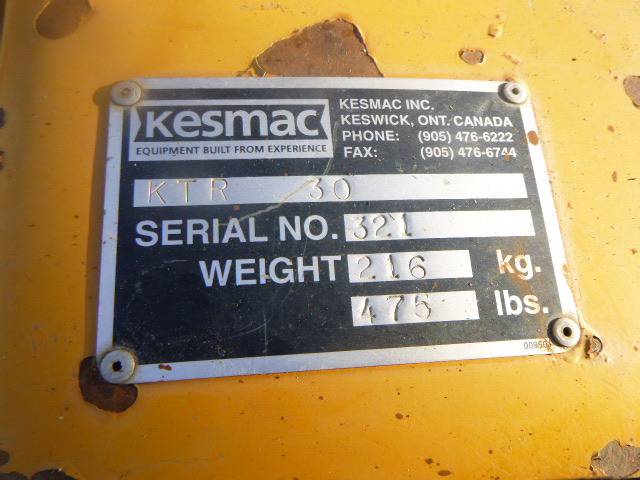 Kesmac
EQUIPMENT BUILT FROM EXPERIENCE
KESMAC INC.
KESWICK, ONT. CANADA
PHONE: (905) 476-6222
FAX: (905) 476-6744
KTR 30
SERIAL NO. 321
WEIGHT 216 kg.
475 lbs.